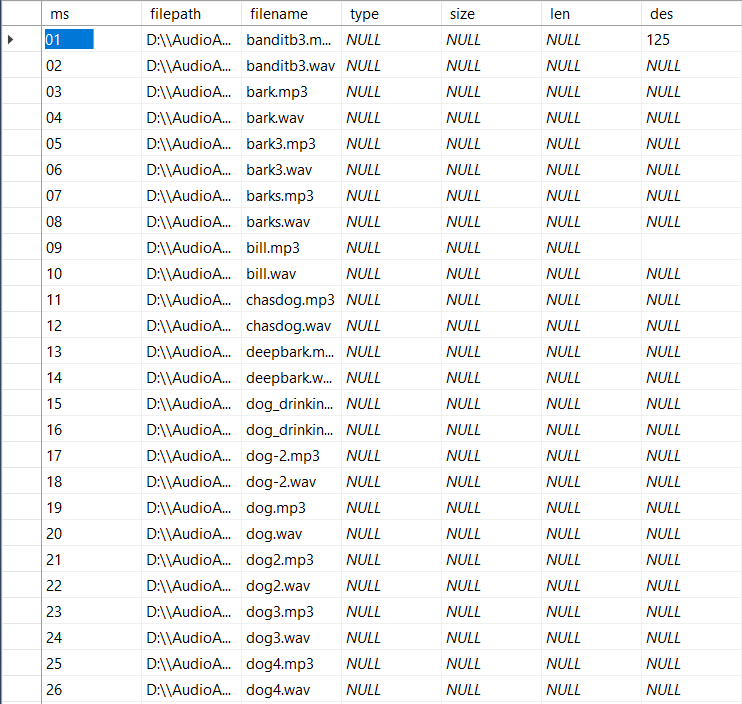 ms filepath filename type size len des
01 D:\\AudioA... banditb3.m... NULL NULL NULL 125
02 D:\\AudioA... banditb3.wav NULL NULL NULL NULL
03 D:\\AudioA... bark.mp3 NULL NULL NULL NULL
04 D:\\AudioA... bark.wav NULL NULL NULL NULL
05 D:\\AudioA... bark3.mp3 NULL NULL NULL NULL
06 D:\\AudioA... bark3.wav NULL NULL NULL NULL
07 D:\\AudioA... barks.mp3 NULL NULL NULL NULL
08 D:\\AudioA... barks.wav NULL NULL NULL NULL
09 D:\\AudioA... bill.mp3 NULL NULL NULL
10 D:\\AudioA... bill.wav NULL NULL NULL NULL
11 D:\\AudioA... chasdog.mp3 NULL NULL NULL NULL
12 D:\\AudioA... chasdog.wav NULL NULL NULL NULL
13 D:\\AudioA... deepbark.m... NULL NULL NULL NULL
14 D:\\AudioA... deepbark.w... NULL NULL NULL NULL
15 D:\\AudioA... dog_drinkin... NULL NULL NULL NULL
16 D:\\AudioA... dog_drinkin... NULL NULL NULL NULL
17 D:\\AudioA... dog-2.mp3 NULL NULL NULL NULL
18 D:\\AudioA... dog-2.wav NULL NULL NULL NULL
19 D:\\AudioA... dog.mp3 NULL NULL NULL NULL
20 D:\\AudioA... dog.wav NULL NULL NULL NULL
21 D:\\AudioA... dog2.mp3 NULL NULL NULL NULL
22 D:\\AudioA... dog2.wav NULL NULL NULL NULL
23 D:\\AudioA... dog3.mp3 NULL NULL NULL NULL
24 D:\\AudioA... dog3.wav NULL NULL NULL NULL
25 D:\\AudioA... dog4.mp3 NULL NULL NULL NULL
26 D:\\AudioA... dog4.wav NULL NULL NULL NULL